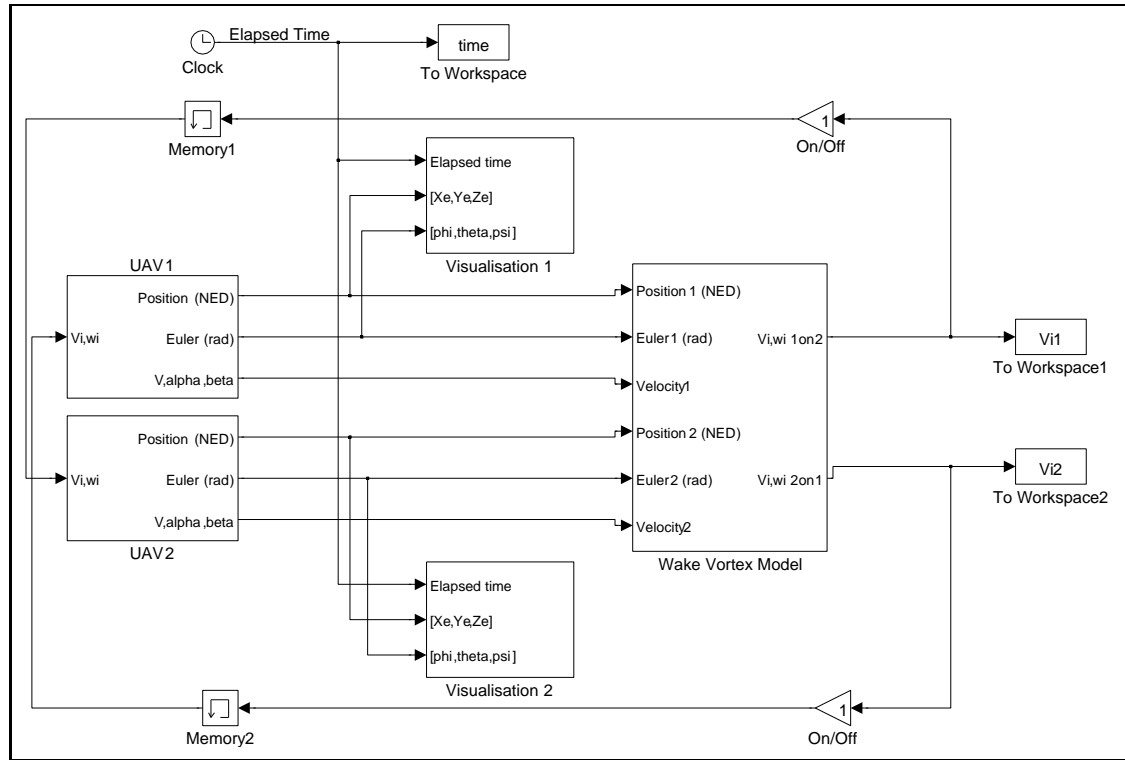 Elapsed Time
time
Clock
To Workspace
1
Memory1
On/Off
Elapsed time
[Xe,Ye,Ze]
[phi,theta,psi]
Visualisation 1
UAV1
Position (NED)
Vi,wi
Euler (rad)
V,alpha,beta
Position 1 (NED)
Euler1 (rad)
Velocity1
Position 2 (NED)
Euler2 (rad)
Velocity2
Vi,wi 1on2
Vi,wi 2on1
Wake Vortex Model
Vi1
To Workspace1
Vi2
To Workspace2
Position (NED)
Vi,wi
Euler (rad)
V,alpha,beta
UAV2
Elapsed time
[Xe,Ye,Ze]
[phi,theta,psi]
Visualisation 2
1
Memory2
On/Off